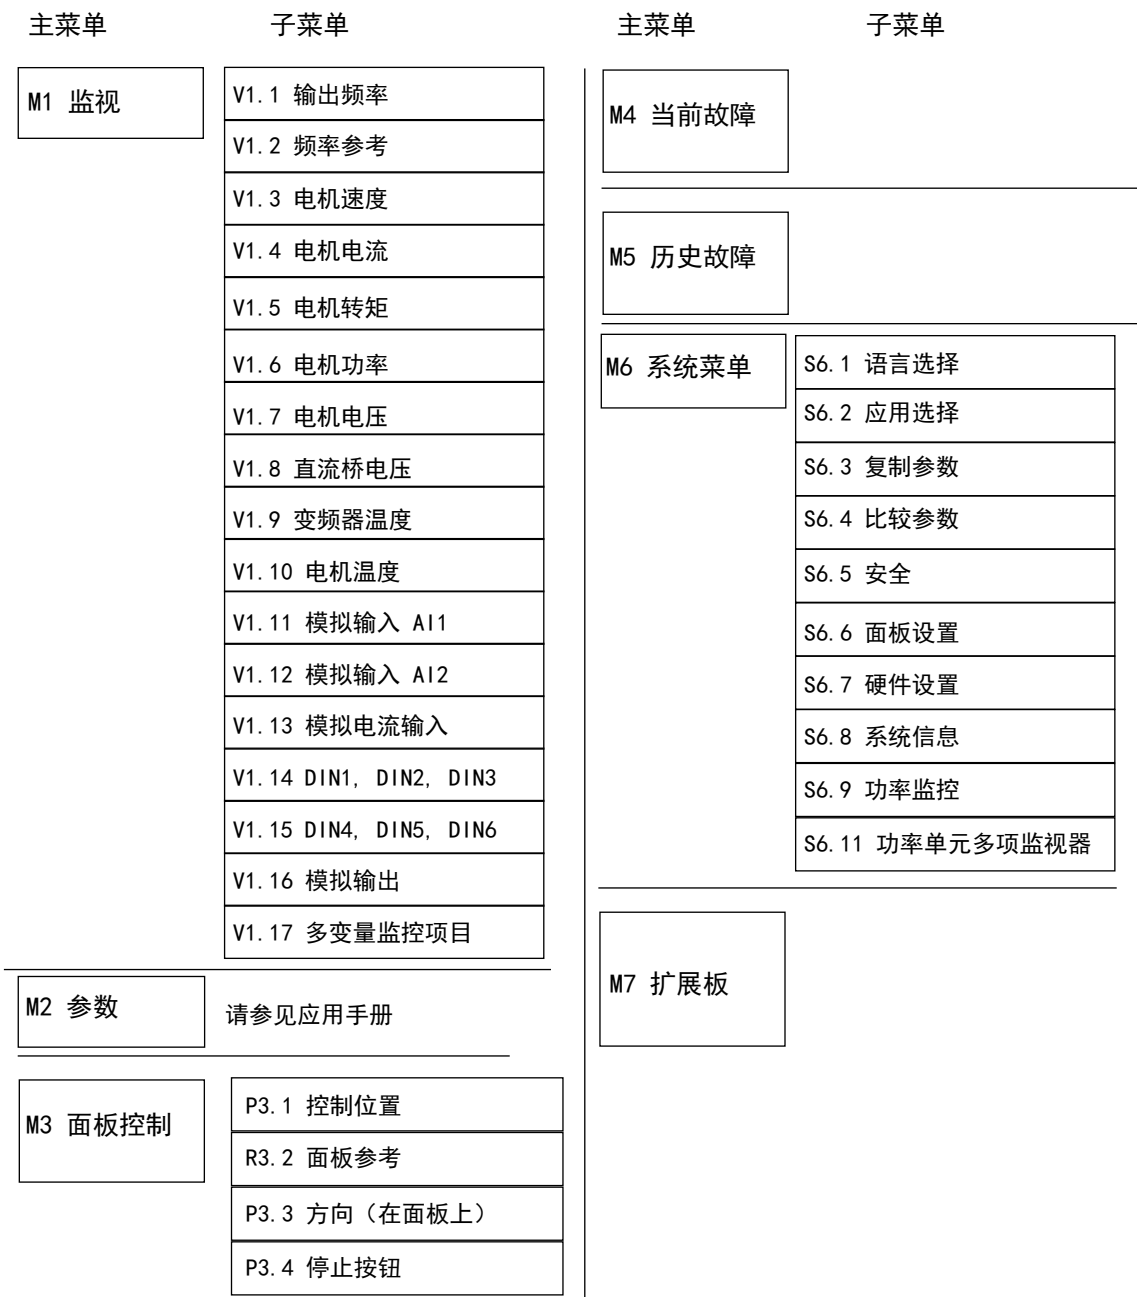 主菜单 子菜单
M1 监视
V1.1 输出频率
V1.2 频率参考
V1.3 电机速度
V1.4 电机电流
V1.5 电机转矩
V1.6 电机功率
V1.7 电机电压
V1.8 直流桥电压
V1.9 变频器温度
V1.10 电机温度
V1.11 模拟输入 AI1
V1.12 模拟输入 AI2
V1.13 模拟电流输入
V1.14 DIN1, DIN2, DIN3
V1.15 DIN4, DIN5, DIN6
V1.16 模拟输出
V1.17 多变量监控项目
M2 参数
请参见应用手册
M3 面板控制
P3.1 控制位置
R3.2 面板参考
P3.3 方向（在面板上）
P3.4 停止按钮
主菜单 子菜单
M4 当前故障
M5 历史故障
M6 系统菜单
S6.1 语言选择
S6.2 应用选择
S6.3 复制参数
S6.4 比较参数
S6.5 安全
S6.6 面板设置
S6.7 硬件设置
S6.8 系统信息
S6.9 功率监控
S6.11 功率单元多项监视器
M7 扩展板